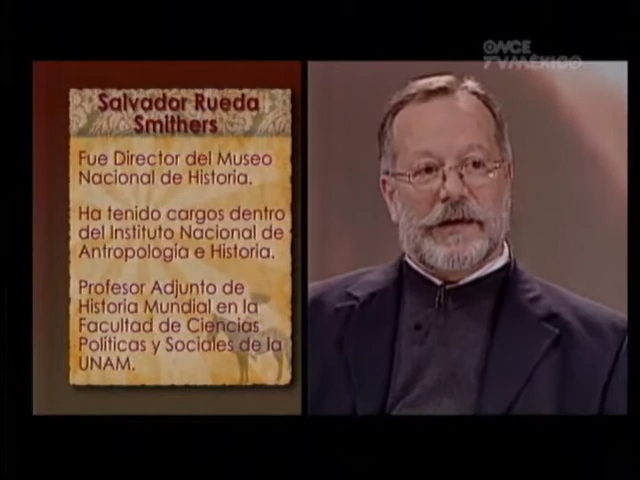 ONCE
TV MÉXICO
Salvador Rueda
Smithers
Fue Director del Museo
Nacional de Historia.
Ha tenido cargos dentro
del Instituto Nacional de
Antropología e Historia.
Profesor Adjunto de
Historia Mundial en la
Facultad de Ciencias
Políticas y Sociales de la
UNAM.